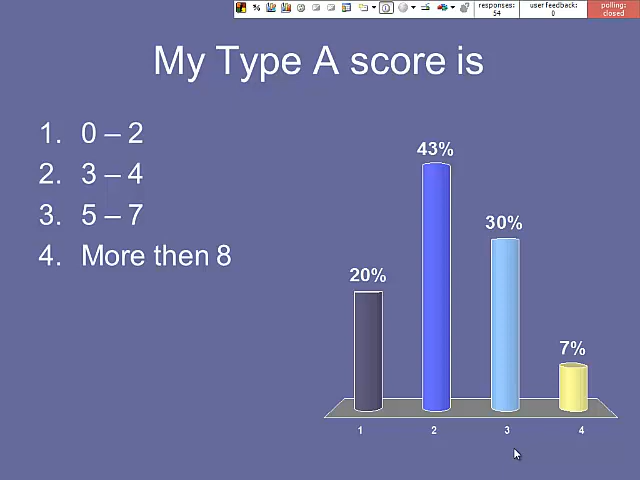 responses: user feedback: polling:
54 0 closed
My Type A score is
1. 0 – 2
2. 3 – 4
3. 5 – 7
4. More then 8
43%
30%
20%
7%
1 2 3 4